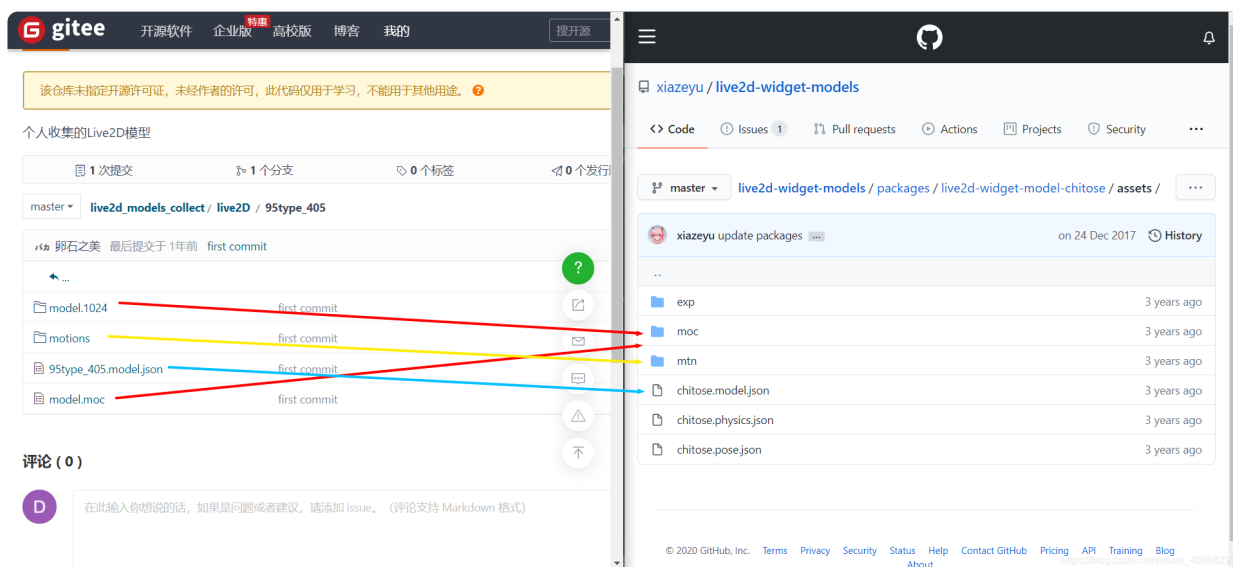 gitee
开源软件 企业版 特惠 高校版 博客 我的
搜开源
该仓库未指定开源许可证，未经作者的许可，此代码仅用于学习，不能用于其他用途。 ?
个人收集的Live2D模型
1 次提交 1 个分支 0 个标签 0 个发行
master live2d_models_collect / live2D / 95type_405
卵石之美 最后提交于 1年前 first commit
...
model.1024 first commit
motions first commit
95type_405.model.json first commit
model.moc first commit
?
评论 ( 0 )
D
在此输入你想说的话，如果是问题或者建议，请添加 issue。（评论支持 Markdown 格式）
xiazeyu / live2d-widget-models
<> Code Issues 1 Pull requests Actions Projects Security ...
master live2d-widget-models / packages / live2d-widget-model-chitose / assets / ...
xiazeyu update packages ... on 24 Dec 2017 History
..
exp 3 years ago
moc 3 years ago
mtn 3 years ago
chitose.model.json 3 years ago
chitose.physics.json 3 years ago
chitose.pose.json 3 years ago
© 2020 GitHub, Inc. Terms Privacy Security Status Help Contact GitHub Pricing API Training Blog
About